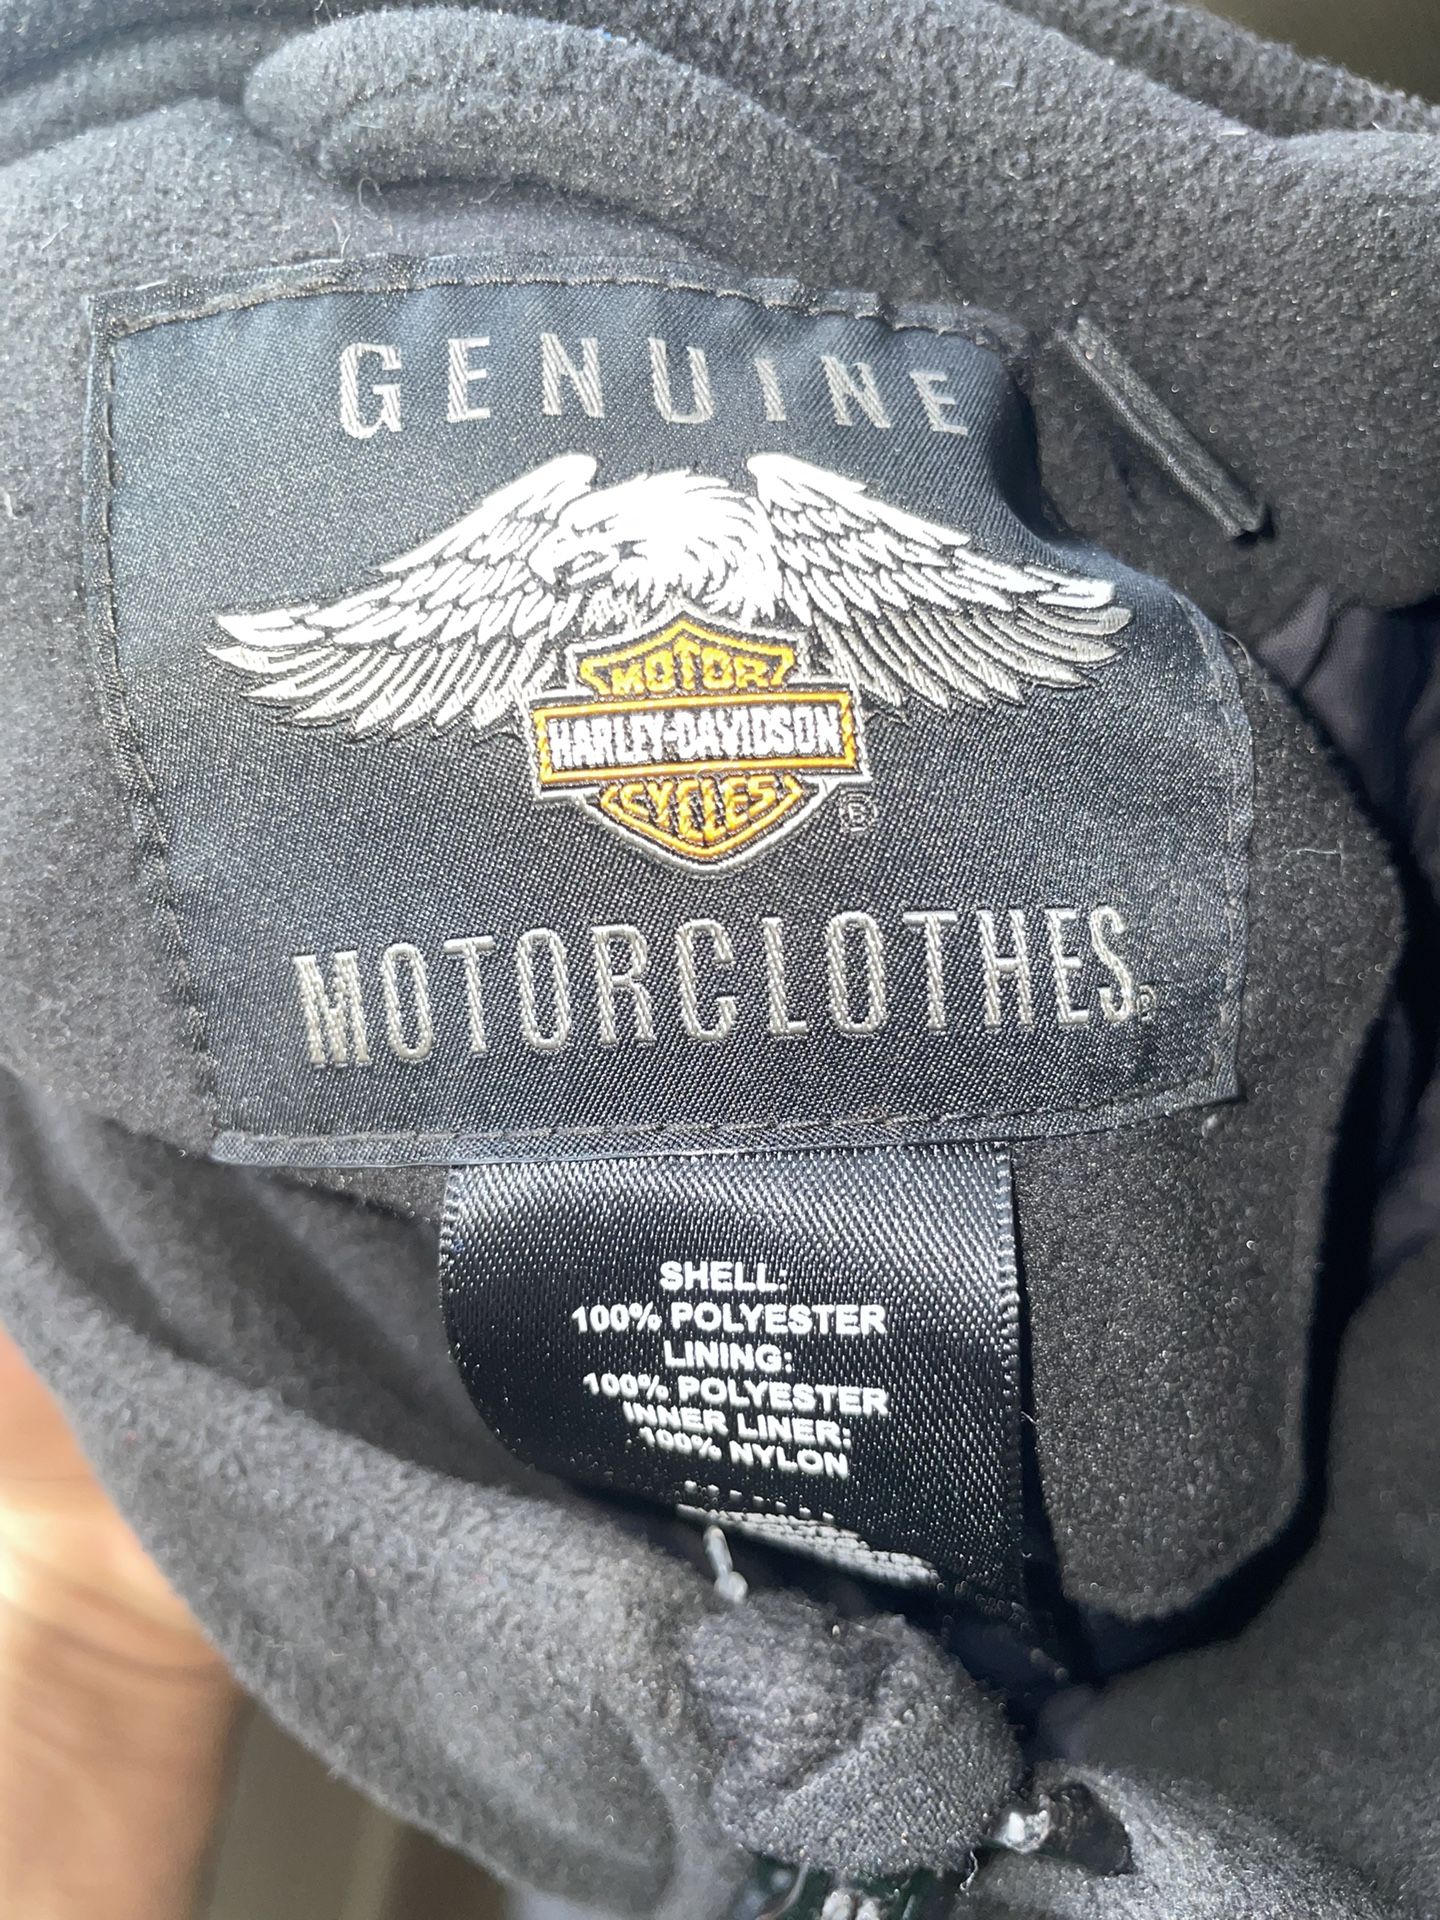 GENUINE
MOTOR
HARLEY-DAVIDSON
CYCLES
®
MOTORCLOTHES®
SHELL:
100% POLYESTER
LINING:
100% POLYESTER
INNER LINER:
100% NYLON